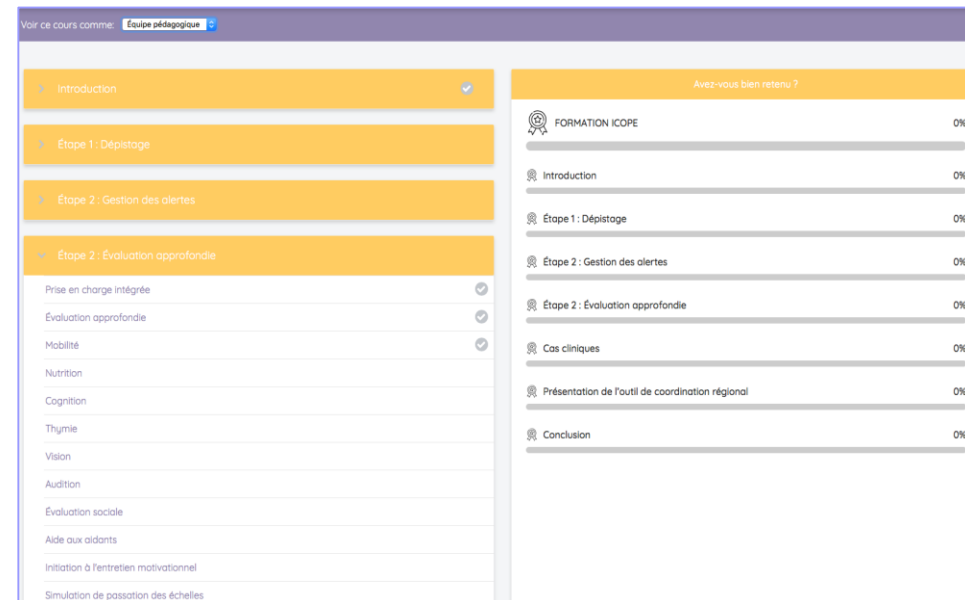 Voir ce cours comme: Équipe pédagogique
Introduction
Étape 1 : Dépistage
Étape 2 : Gestion des alertes
Étape 2 : Évaluation approfondie
Prise en charge intégrée
Évaluation approfondie
Mobilité
Nutrition
Cognition
Thymie
Vision
Audition
Évaluation sociale
Aide aux aidants
Initiation à l'entretien motivationnel
Simulation de passation des échelles
Avez-vous bien retenu ?
FORMATION ICOPE 0%
Introduction 0%
Étape 1 : Dépistage 0%
Étape 2 : Gestion des alertes 0%
Étape 2 : Évaluation approfondie 0%
Cas cliniques 0%
Présentation de l'outil de coordination régional 0%
Conclusion 0%